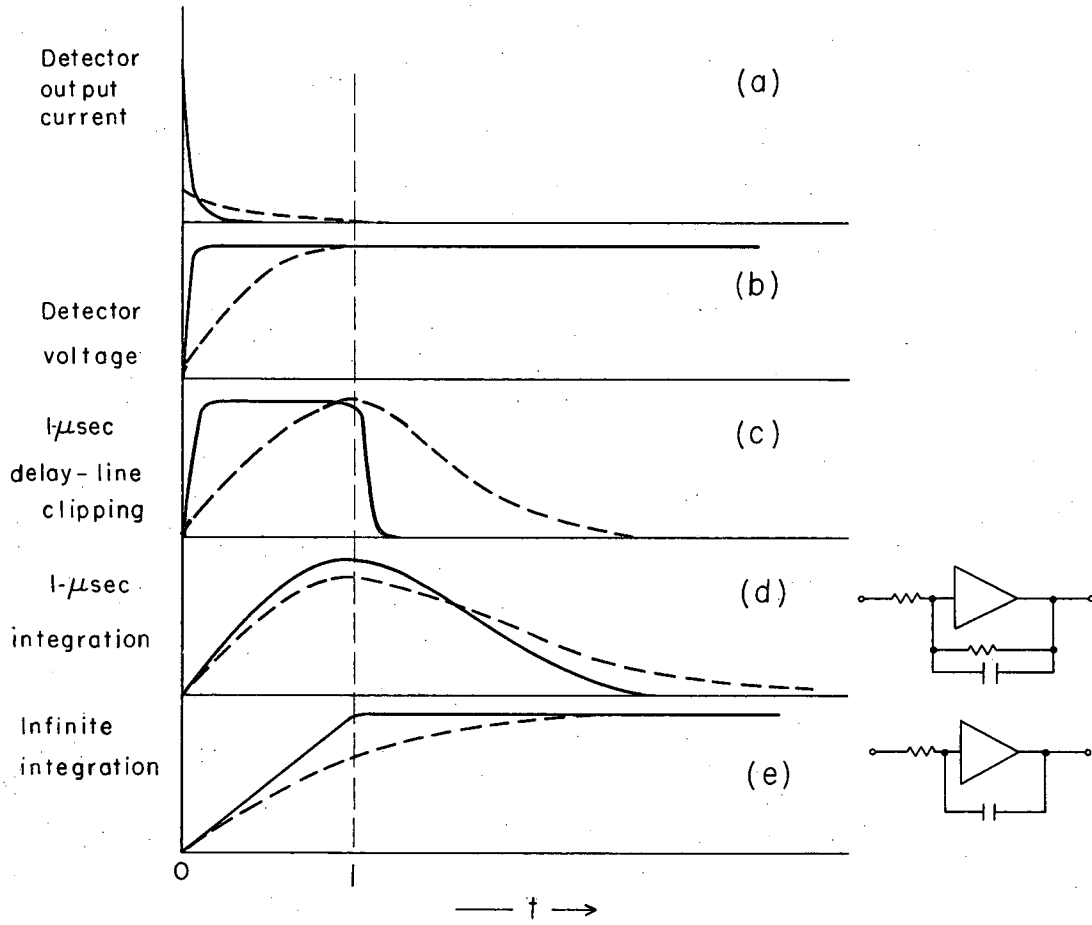 Detector
output
current
(a)
Detector
voltage
(b)
1-μsec
delay-line
clipping
(c)
1-μsec
integration
(d)
Infinite
integration
(e)
0
1
t